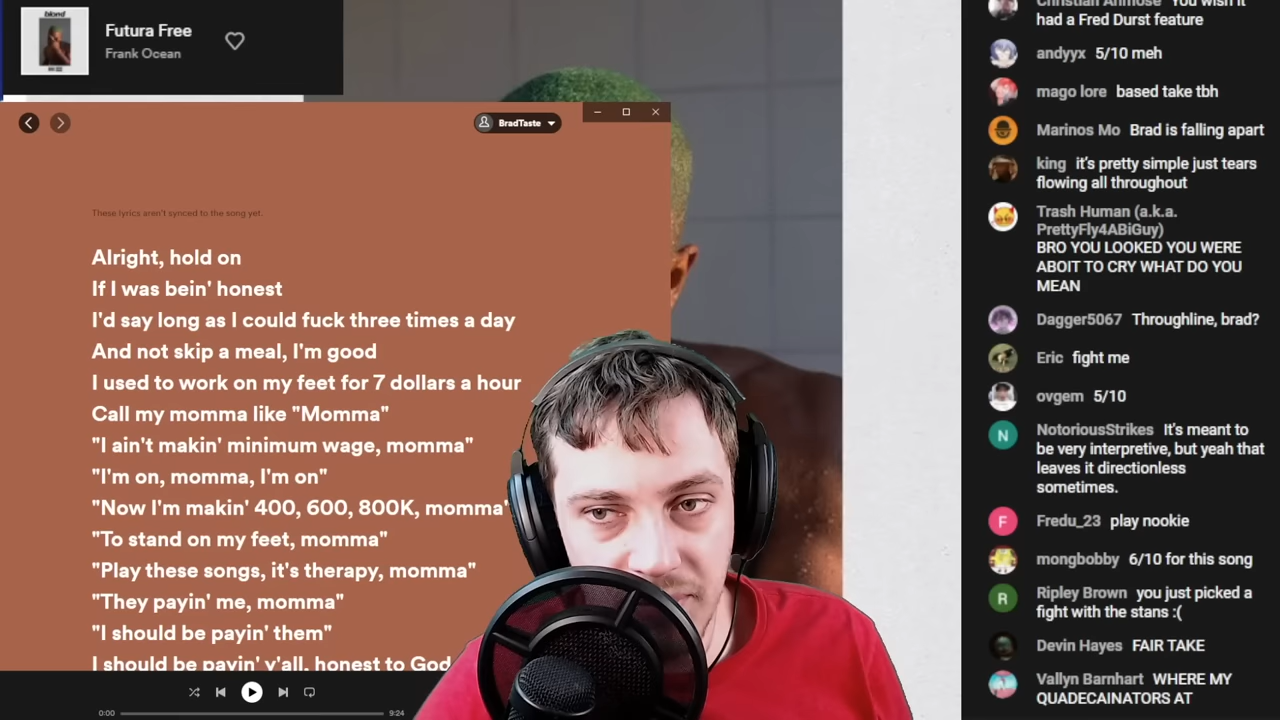 blond
Futura Free
Frank Ocean
BradTaste
These lyrics aren't synced to the song yet.
Alright, hold on
If I was bein' honest
I'd say long as I could fuck three times a day
And not skip a meal, I'm good
I used to work on my feet for 7 dollars a hour
Call my momma like "Momma"
"I ain't makin' minimum wage, momma"
"I'm on, momma, I'm on"
"Now I'm makin' 400, 600, 800K, momma"
"To stand on my feet, momma"
"Play these songs, it's therapy, momma"
"They payin' me, momma"
"I should be payin' them"
I should be payin' y'all, honest to God
0:00
9:24
Christian Ahmose You wish it
had a Fred Durst feature
andyyx 5/10 meh
mago lore based take tbh
Marinos Mo Brad is falling apart
king it's pretty simple just tears
flowing all throughout
Trash Human (a.k.a.
PrettyFly4ABiGuy)
BRO YOU LOOKED YOU WERE
ABOIT TO CRY WHAT DO YOU
MEAN
Dagger5067 Throughline, brad?
Eric fight me
ovgem 5/10
N
NotoriousStrikes It's meant to
be very interpretive, but yeah that
leaves it directionless
sometimes.
F
Fredu_23 play nookie
mongbobby 6/10 for this song
R
Ripley Brown you just picked a
fight with the stans :(
Devin Hayes FAIR TAKE
Vallyn Barnhart WHERE MY
QUADECAINATORS AT